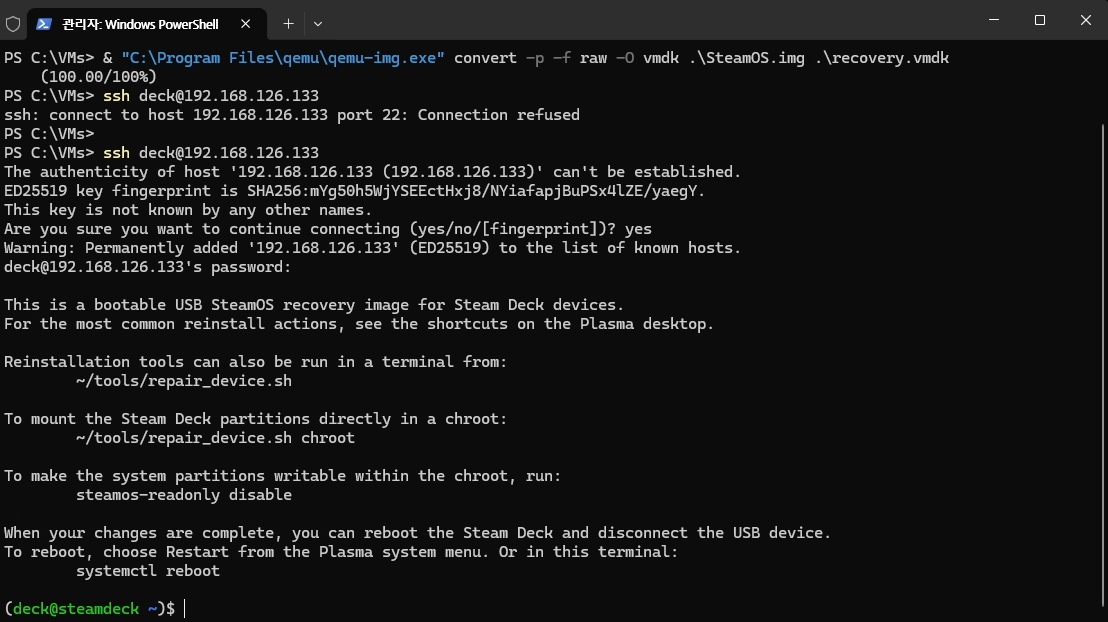 관리자: Windows PowerShell
PS C:\VMs> & "C:\Program Files\qemu\qemu-img.exe" convert -p -f raw -O vmdk .\SteamOS.img .\recovery.vmdk
    (100.00/100%)
PS C:\VMs> ssh deck@192.168.126.133
ssh: connect to host 192.168.126.133 port 22: Connection refused
PS C:\VMs>
PS C:\VMs> ssh deck@192.168.126.133
The authenticity of host '192.168.126.133 (192.168.126.133)' can't be established.
ED25519 key fingerprint is SHA256:mYg50h5WjYSEEctHxj8/NYiafapjBuPSx4lZE/yaegY.
This key is not known by any other names.
Are you sure you want to continue connecting (yes/no/[fingerprint])? yes
Warning: Permanently added '192.168.126.133' (ED25519) to the list of known hosts.
deck@192.168.126.133's password:
This is a bootable USB SteamOS recovery image for Steam Deck devices.
For the most common reinstall actions, see the shortcuts on the Plasma desktop.
Reinstallation tools can also be run in a terminal from:
        ~/tools/repair_device.sh
To mount the Steam Deck partitions directly in a chroot:
        ~/tools/repair_device.sh chroot
To make the system partitions writable within the chroot, run:
        steamos-readonly disable
When your changes are complete, you can reboot the Steam Deck and disconnect the USB device.
To reboot, choose Restart from the Plasma system menu. Or in this terminal:
        systemctl reboot
(deck@steamdeck ~)$